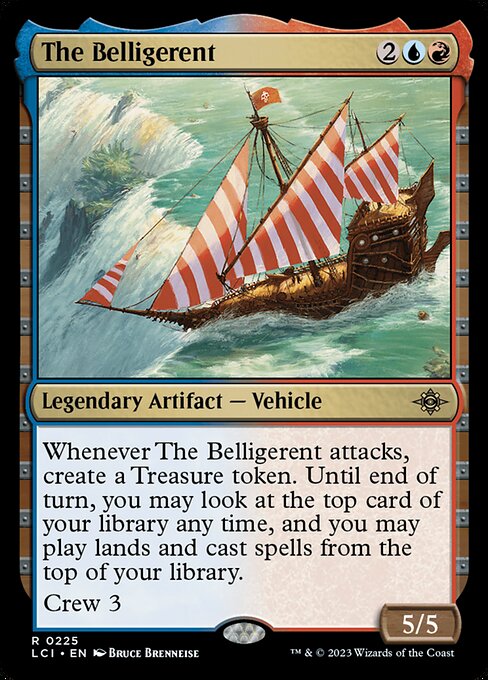 The Belligerent 2
Legendary Artifact — Vehicle
Whenever The Belligerent attacks,
create a Treasure token. Until end of
turn, you may look at the top card of
your library any time, and you may
play lands and cast spells from the
top of your library.
Crew 3
5/5
R 0225
LCI • EN Bruce Brenneise
™ & © 2023 Wizards of the Coast